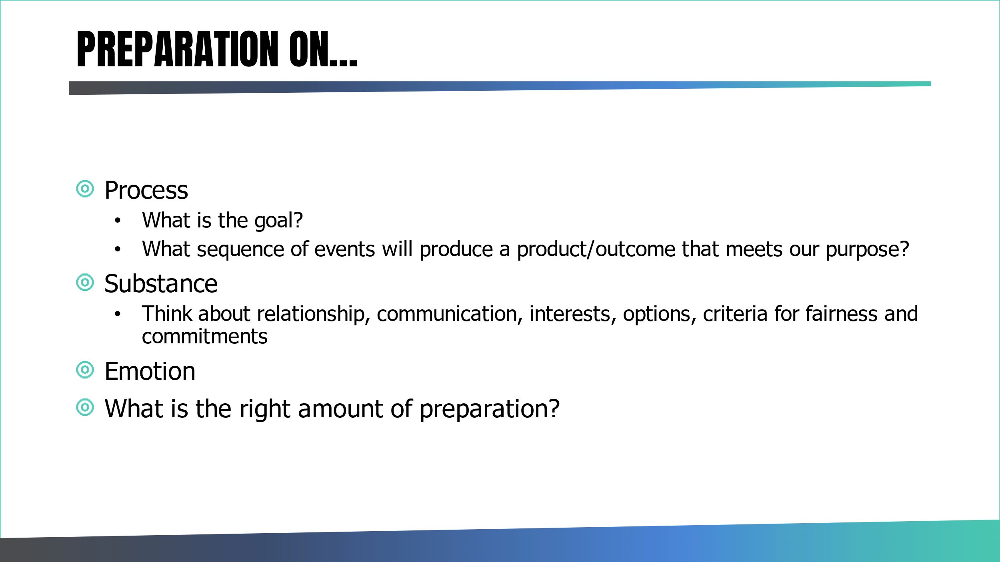 PREPARATION ON...
Process
• What is the goal?
• What sequence of events will produce a product/outcome that meets our purpose?
Substance
• Think about relationship, communication, interests, options, criteria for fairness and
commitments
Emotion
What is the right amount of preparation?